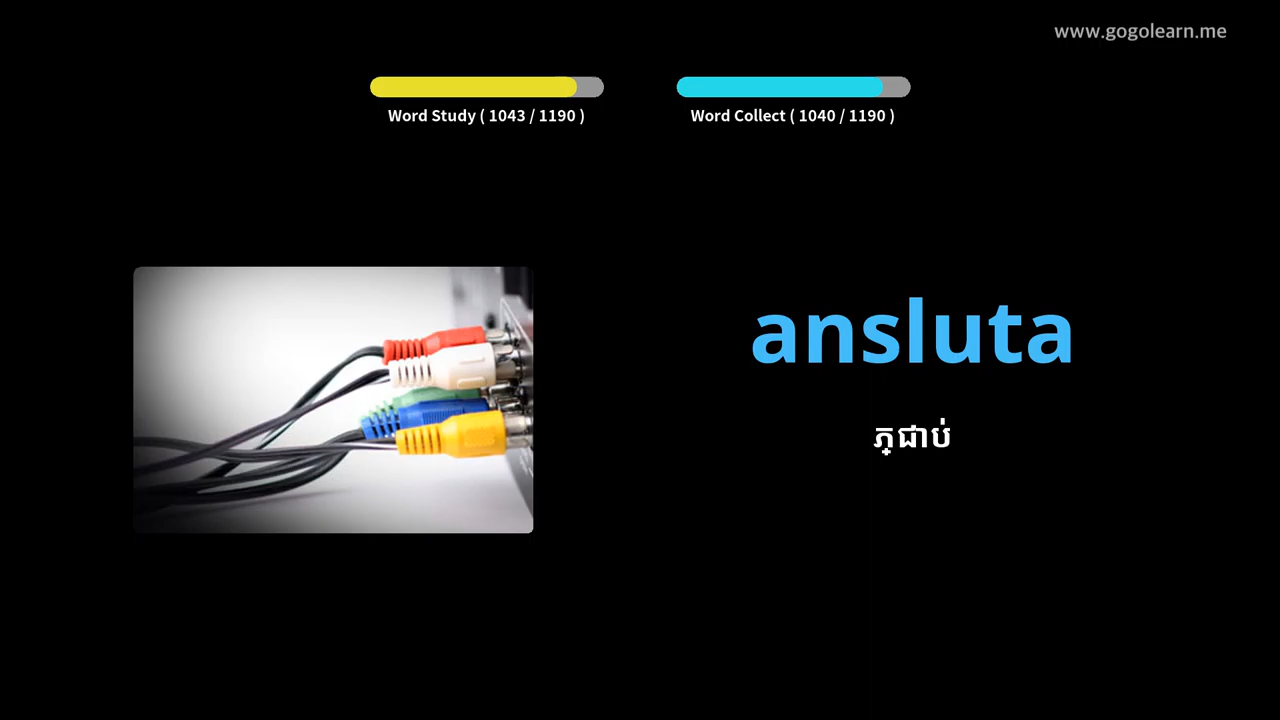 www.gogolearn.me
Word Study ( 1043 / 1190 )
Word Collect ( 1040 / 1190 )
ansluta
ភ្ជាប់